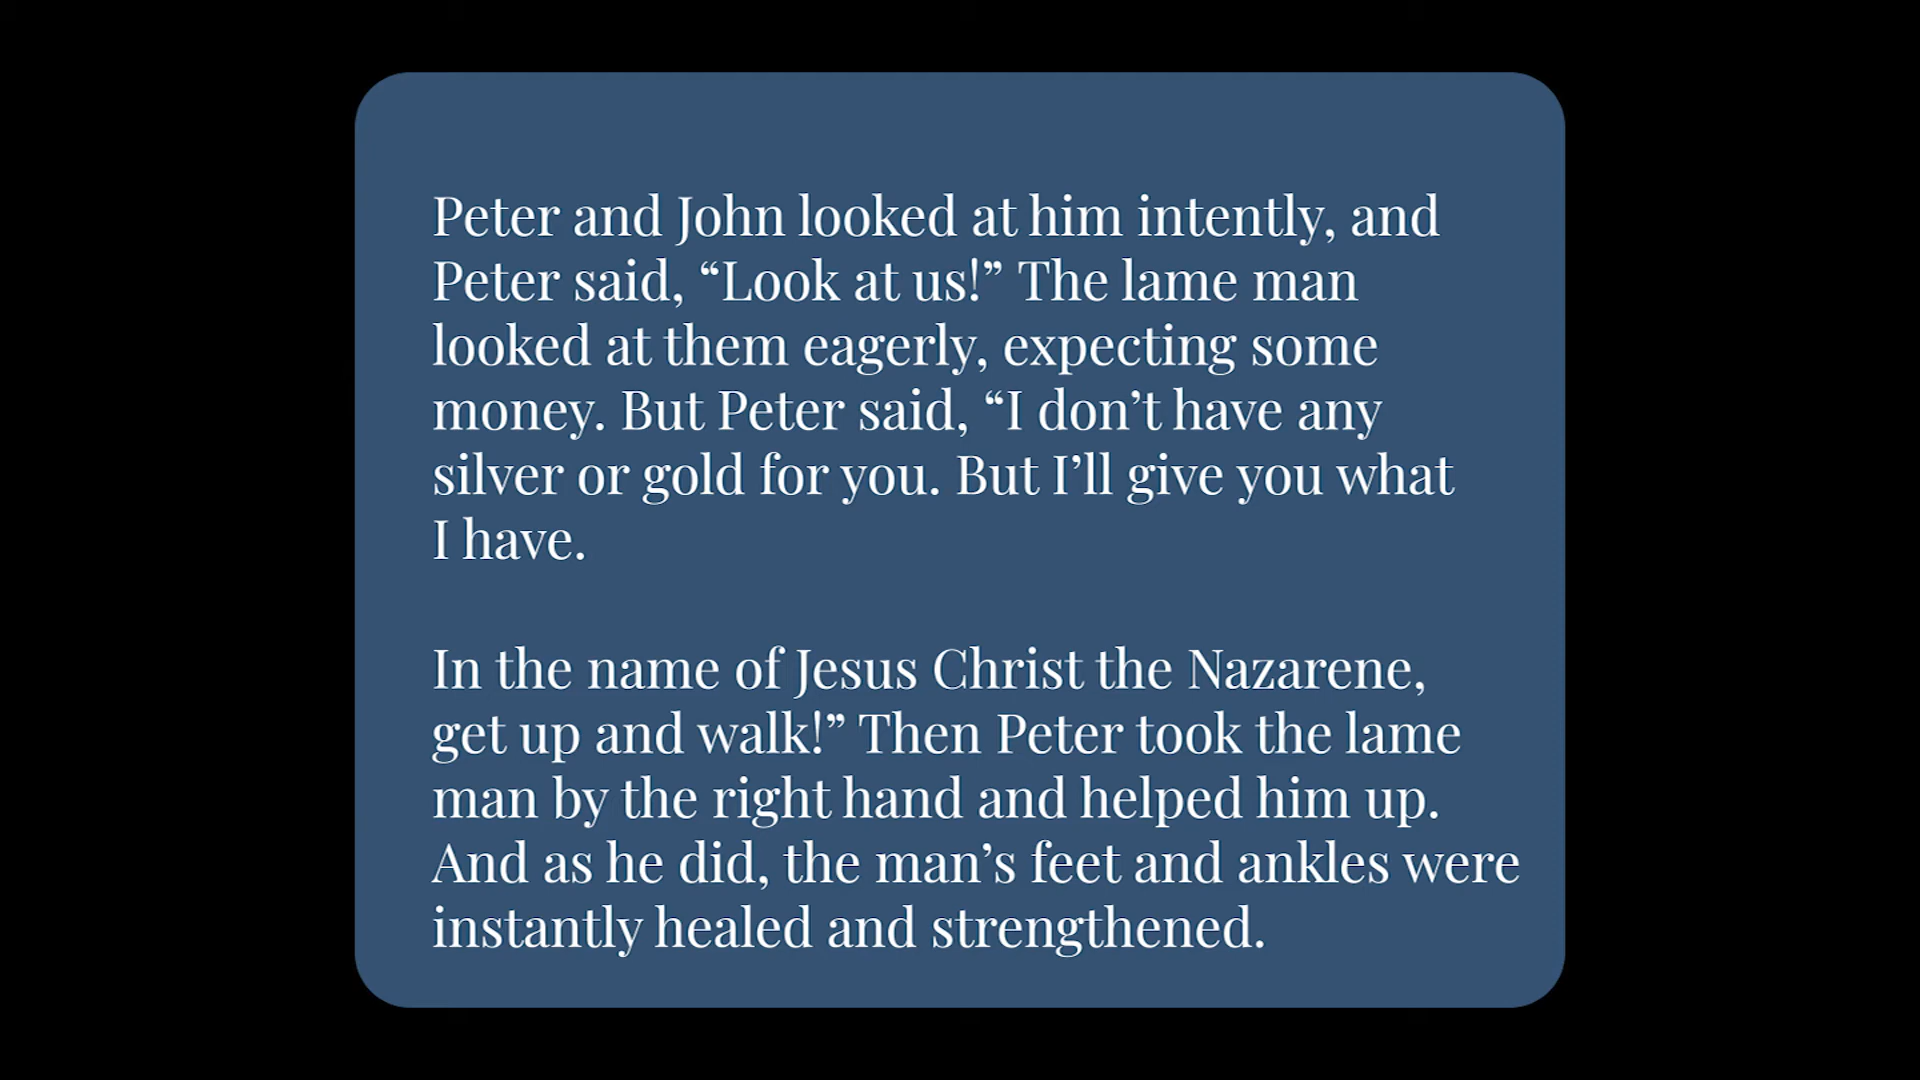 Peter and John looked at him intently, and
Peter said, “Look at us!” The lame man
looked at them eagerly, expecting some
money. But Peter said, “I don’t have any
silver or gold for you. But I’ll give you what
I have.
In the name of Jesus Christ the Nazarene,
get up and walk!” Then Peter took the lame
man by the right hand and helped him up.
And as he did, the man’s feet and ankles were
instantly healed and strengthened.